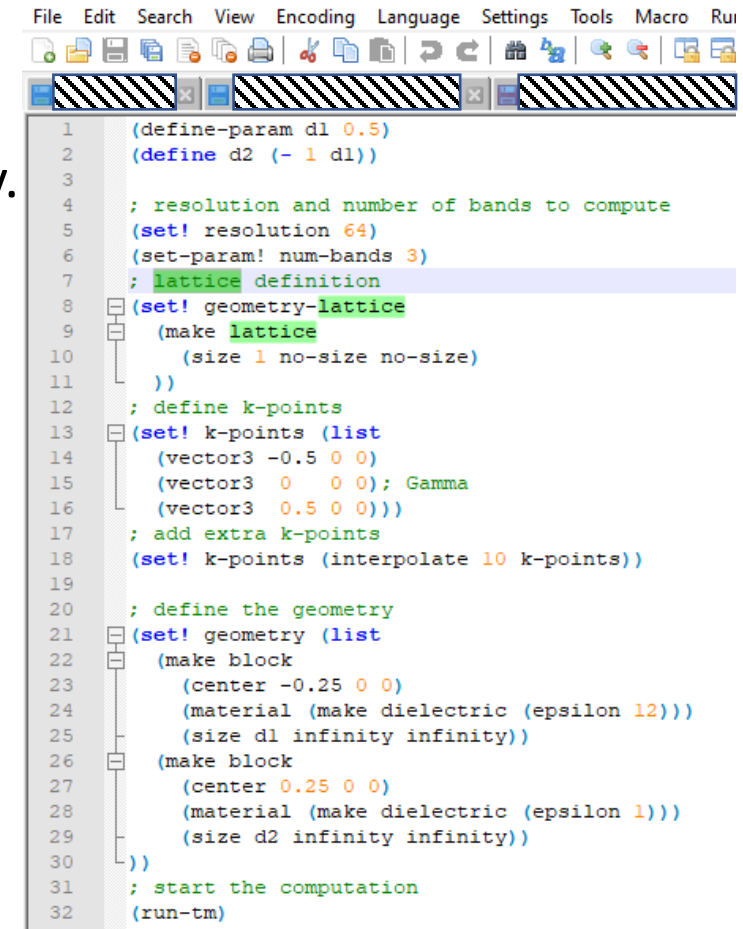 File Edit Search View Encoding Language Settings Tools Macro Ru
y.
1 (define-param d1 0.5)
2 (define d2 (- 1 d1))
3
4 ; resolution and number of bands to compute
5 (set! resolution 64)
6 (set-param! num-bands 3)
7 ; lattice definition
8 (set! geometry-lattice
9 (make lattice
10 (size 1 no-size no-size)
11 ))
12 ; define k-points
13 (set! k-points (list
14 (vector3 -0.5 0 0)
15 (vector3 0 0 0); Gamma
16 (vector3 0.5 0 0)))
17 ; add extra k-points
18 (set! k-points (interpolate 10 k-points))
19
20 ; define the geometry
21 (set! geometry (list
22 (make block
23 (center -0.25 0 0)
24 (material (make dielectric (epsilon 12)))
25 (size d1 infinity infinity))
26 (make block
27 (center 0.25 0 0)
28 (material (make dielectric (epsilon 1)))
29 (size d2 infinity infinity))
30 ))
31 ; start the computation
32 (run-tm)